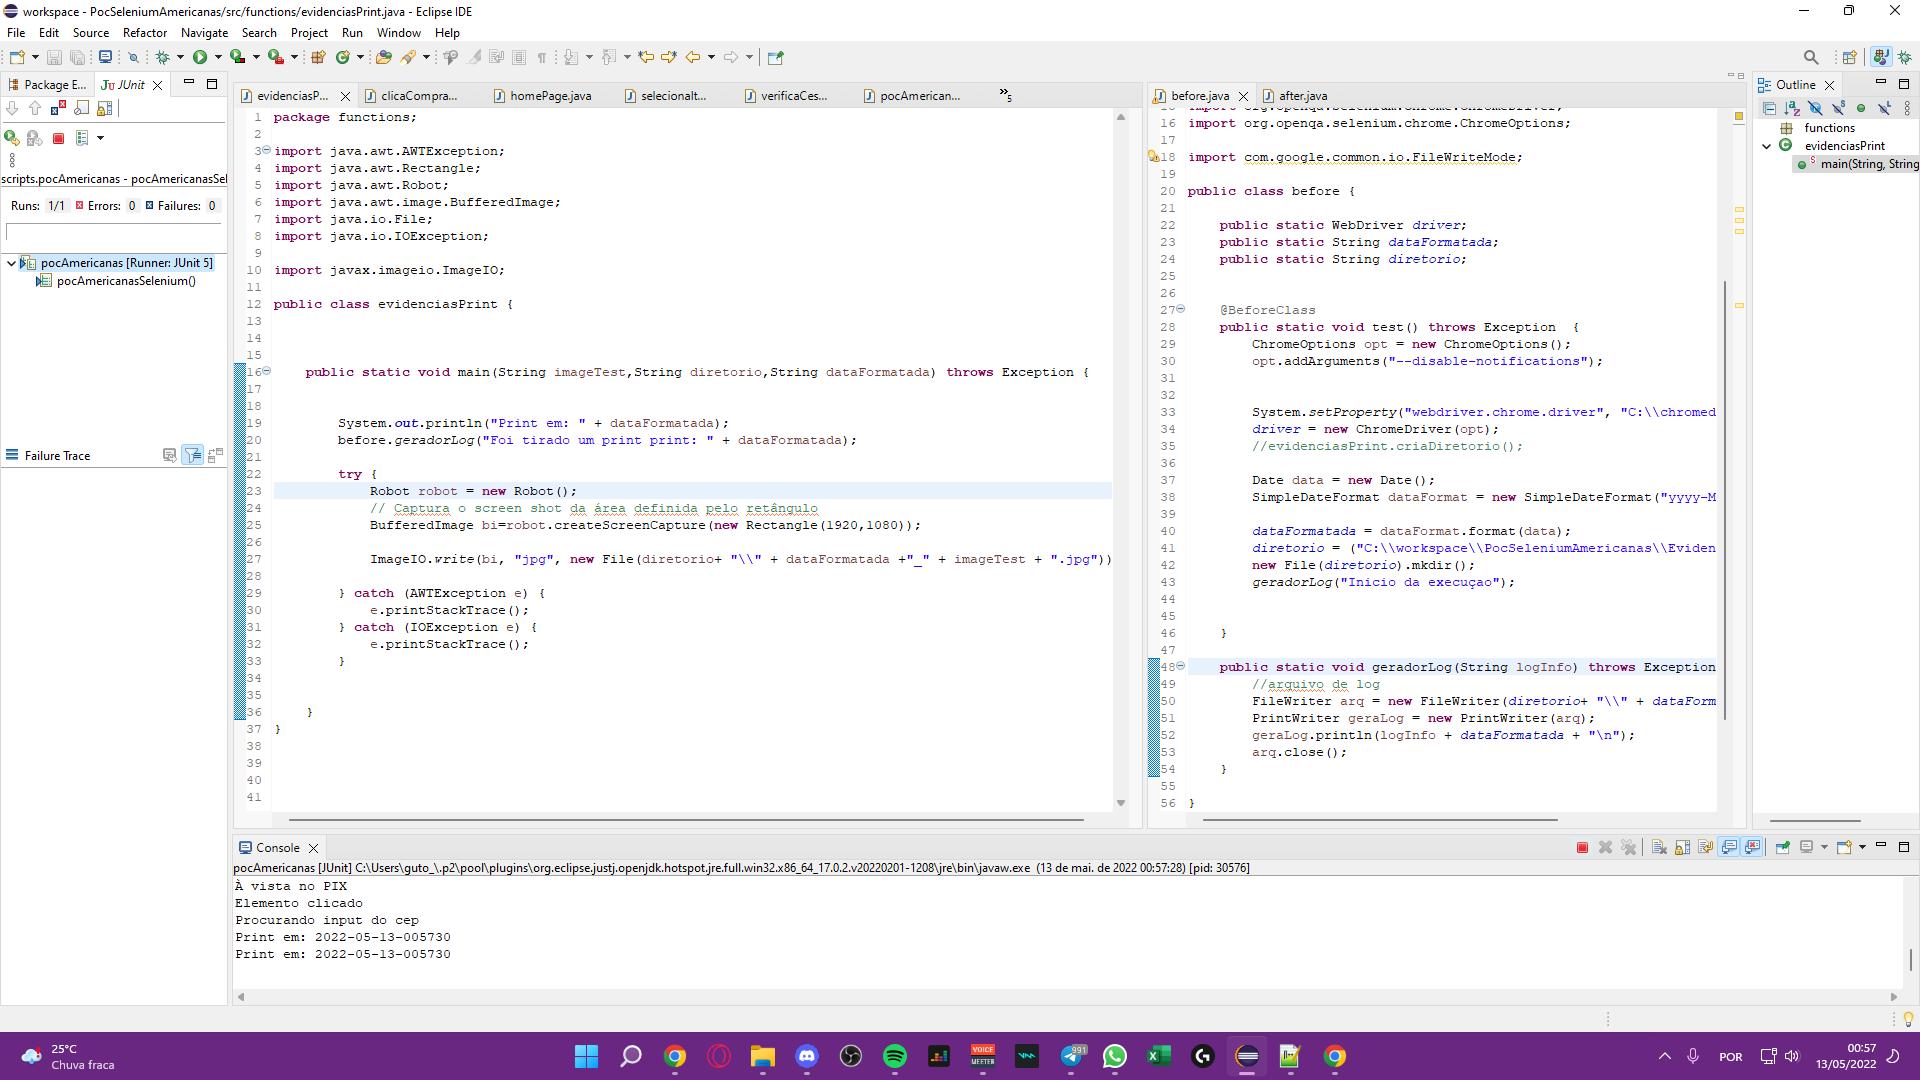 workspace - PocSeleniumAmericanas/src/functions/evidenciasPrint.java - Eclipse IDE
File Edit Source Refactor Navigate Search Project Run Window Help
Package E... JUnit
scripts.pocAmericanas - pocAmericanasSel
Runs: 1/1 Errors: 0 Failures: 0
pocAmericanas [Runner: JUnit 5]
pocAmericanasSelenium()
Failure Trace
evidenciasP... clicaCompra... homePage.java selecionalt... verificaCes... pocAmerican... »5
1 package functions;
2
3 import java.awt.AWTException;
4 import java.awt.Rectangle;
5 import java.awt.Robot;
6 import java.awt.image.BufferedImage;
7 import java.io.File;
8 import java.io.IOException;
9
10 import javax.imageio.ImageIO;
11
12 public class evidenciasPrint {
13
14
15
16 public static void main(String imageTest,String diretorio,String dataFormatada) throws Exception {
17
18
19 System.out.println("Print em: " + dataFormatada);
20 before.geradorLog("Foi tirado um print print: " + dataFormatada);
21
22 try {
23 Robot robot = new Robot();
24 // Captura o screen shot da área definida pelo retângulo
25 BufferedImage bi=robot.createScreenCapture(new Rectangle(1920,1080));
26
27 ImageIO.write(bi, "jpg", new File(diretorio+ "\\" + dataFormatada +"_" + imageTest + ".jpg"))
28
29 } catch (AWTException e) {
30 e.printStackTrace();
31 } catch (IOException e) {
32 e.printStackTrace();
33 }
34
35
36 }
37 }
38
39
40
41
before.java after.java
16 import org.openqa.selenium.chrome.ChromeOptions;
17
18 import com.google.common.io.FileWriteMode;
19
20 public class before {
21
22 public static WebDriver driver;
23 public static String dataFormatada;
24 public static String diretorio;
25
26
27 @BeforeClass
28 public static void test() throws Exception {
29 ChromeOptions opt = new ChromeOptions();
30 opt.addArguments("--disable-notifications");
31
32
33 System.setProperty("webdriver.chrome.driver", "C:\\chromed
34 driver = new ChromeDriver(opt);
35 //evidenciasPrint.criaDiretorio();
36
37 Date data = new Date();
38 SimpleDateFormat dataFormat = new SimpleDateFormat("yyyy-M
39
40 dataFormatada = dataFormat.format(data);
41 diretorio = ("C:\\workspace\\PocSeleniumAmericanas\\Eviden
42 new File(diretorio).mkdir();
43 geradorLog("Inicio da execuçao");
44
45
46 }
47
48 public static void geradorLog(String logInfo) throws Exception
49 //arquivo de log
50 FileWriter arq = new FileWriter(diretorio+ "\\" + dataForm
51 PrintWriter geraLog = new PrintWriter(arq);
52 geraLog.println(logInfo + dataFormatada + "\n");
53 arq.close();
54 }
55
56 }
Outline
functions
evidenciasPrint
main(String, String
Console
pocAmericanas [JUnit] C:\Users\guto_\.p2\pool\plugins\org.eclipse.justj.openjdk.hotspot.jre.full.win32.x86_64_17.0.2.v20220201-1208\jre\bin\javaw.exe (13 de mai. de 2022 00:57:28) [pid: 30576]
À vista no PIX
Elemento clicado
Procurando input do cep
Print em: 2022-05-13-005730
Print em: 2022-05-13-005730
25°C
Chuva fraca
VOICE
MEETER
991
POR
00:57
13/05/2022